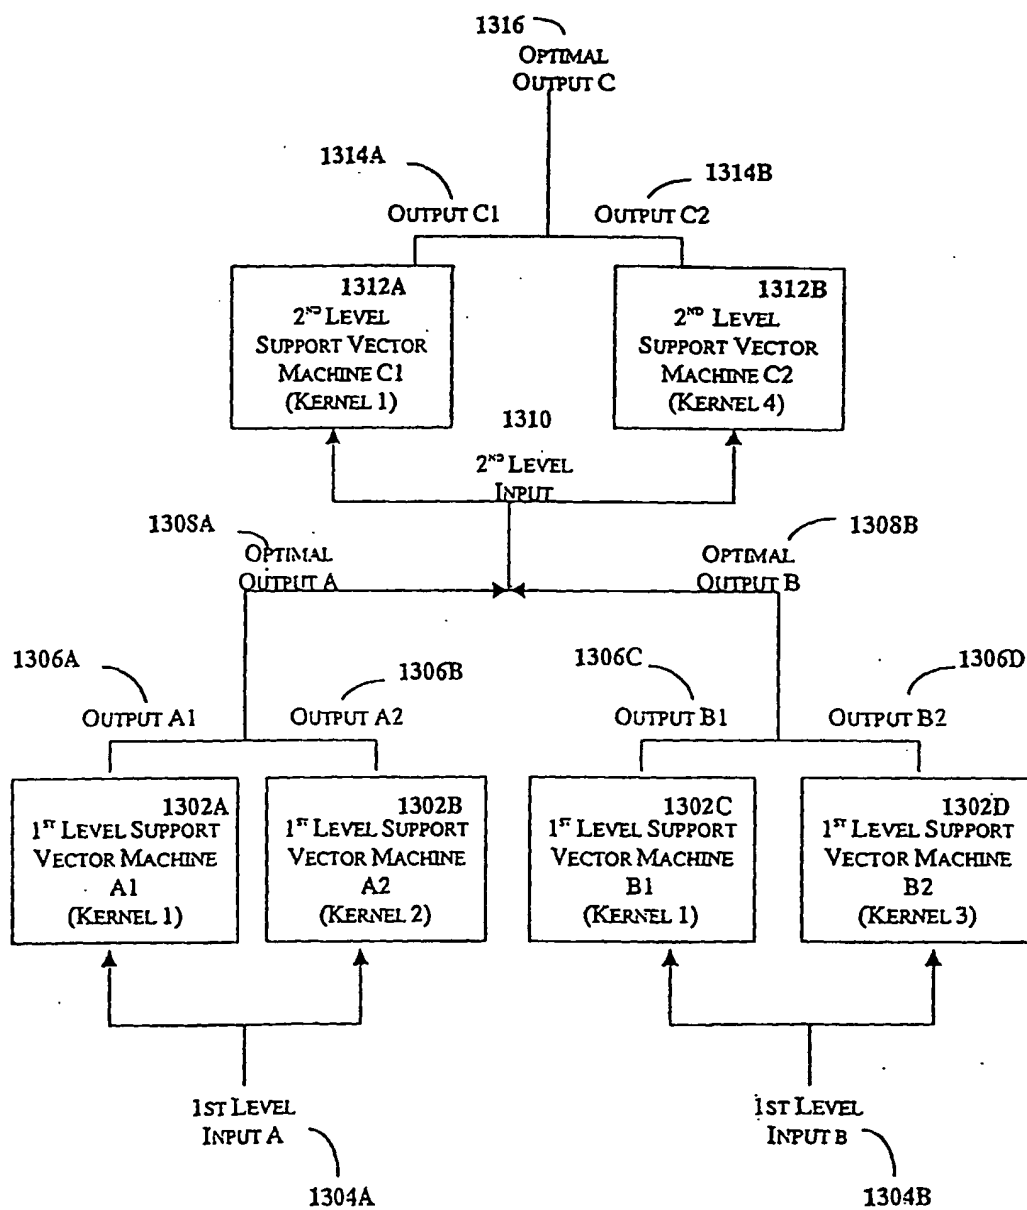 1316
OPTIMAL
OUTPUT C
1314A
1314B
OUTPUT C1
OUTPUT C2
1312A
2ND LEVEL
SUPPORT VECTOR
MACHINE C1
(KERNEL 1)
1312B
2ND LEVEL
SUPPORT VECTOR
MACHINE C2
(KERNEL 4)
1310
2ND LEVEL
INPUT
1308A
OPTIMAL
OUTPUT A
1308B
OPTIMAL
OUTPUT B
1306A
OUTPUT A1
1306B
OUTPUT A2
1306C
OUTPUT B1
1306D
OUTPUT B2
1302A
1ST LEVEL SUPPORT
VECTOR MACHINE
A1
(KERNEL 1)
1302B
1ST LEVEL SUPPORT
VECTOR MACHINE
A2
(KERNEL 2)
1302C
1ST LEVEL SUPPORT
VECTOR MACHINE
B1
(KERNEL 1)
1302D
1ST LEVEL SUPPORT
VECTOR MACHINE
B2
(KERNEL 3)
1ST LEVEL
INPUT A
1304A
1ST LEVEL
INPUT B
1304B